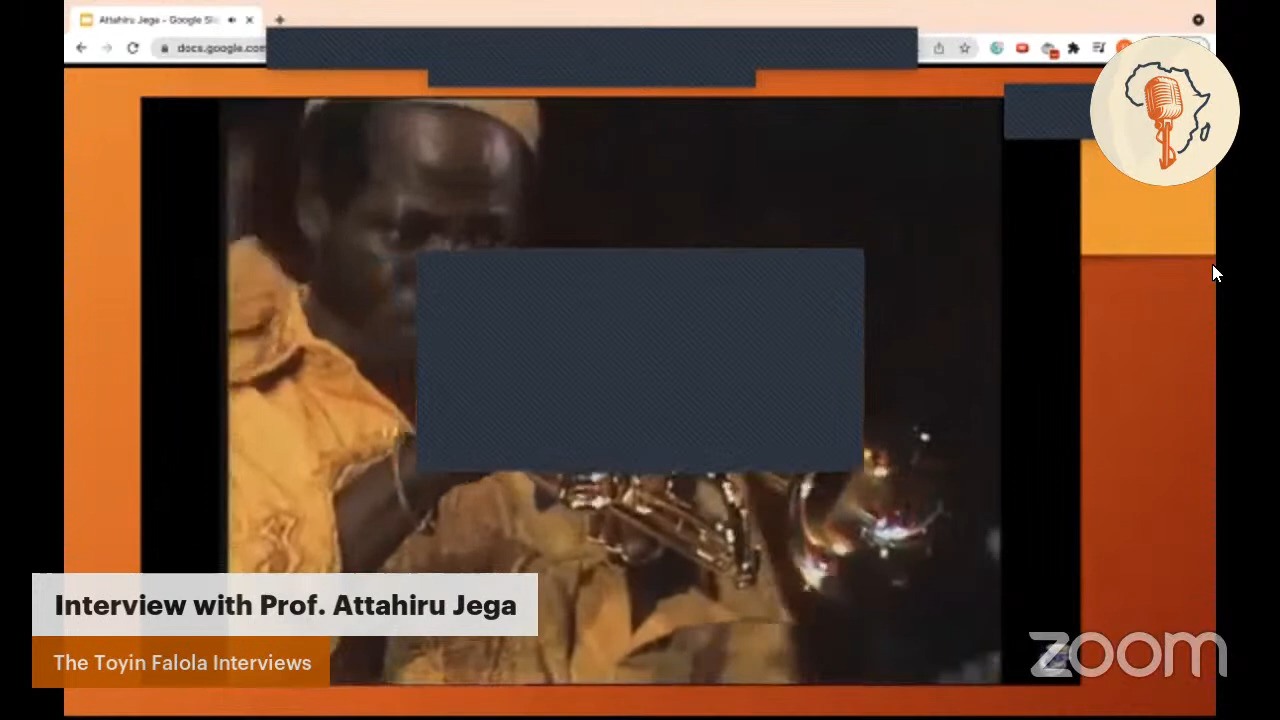 Attahiru Jega - Google Sli
docs.google.com
Interview with Prof. Attahiru Jega
The Toyin Falola Interviews
zoom